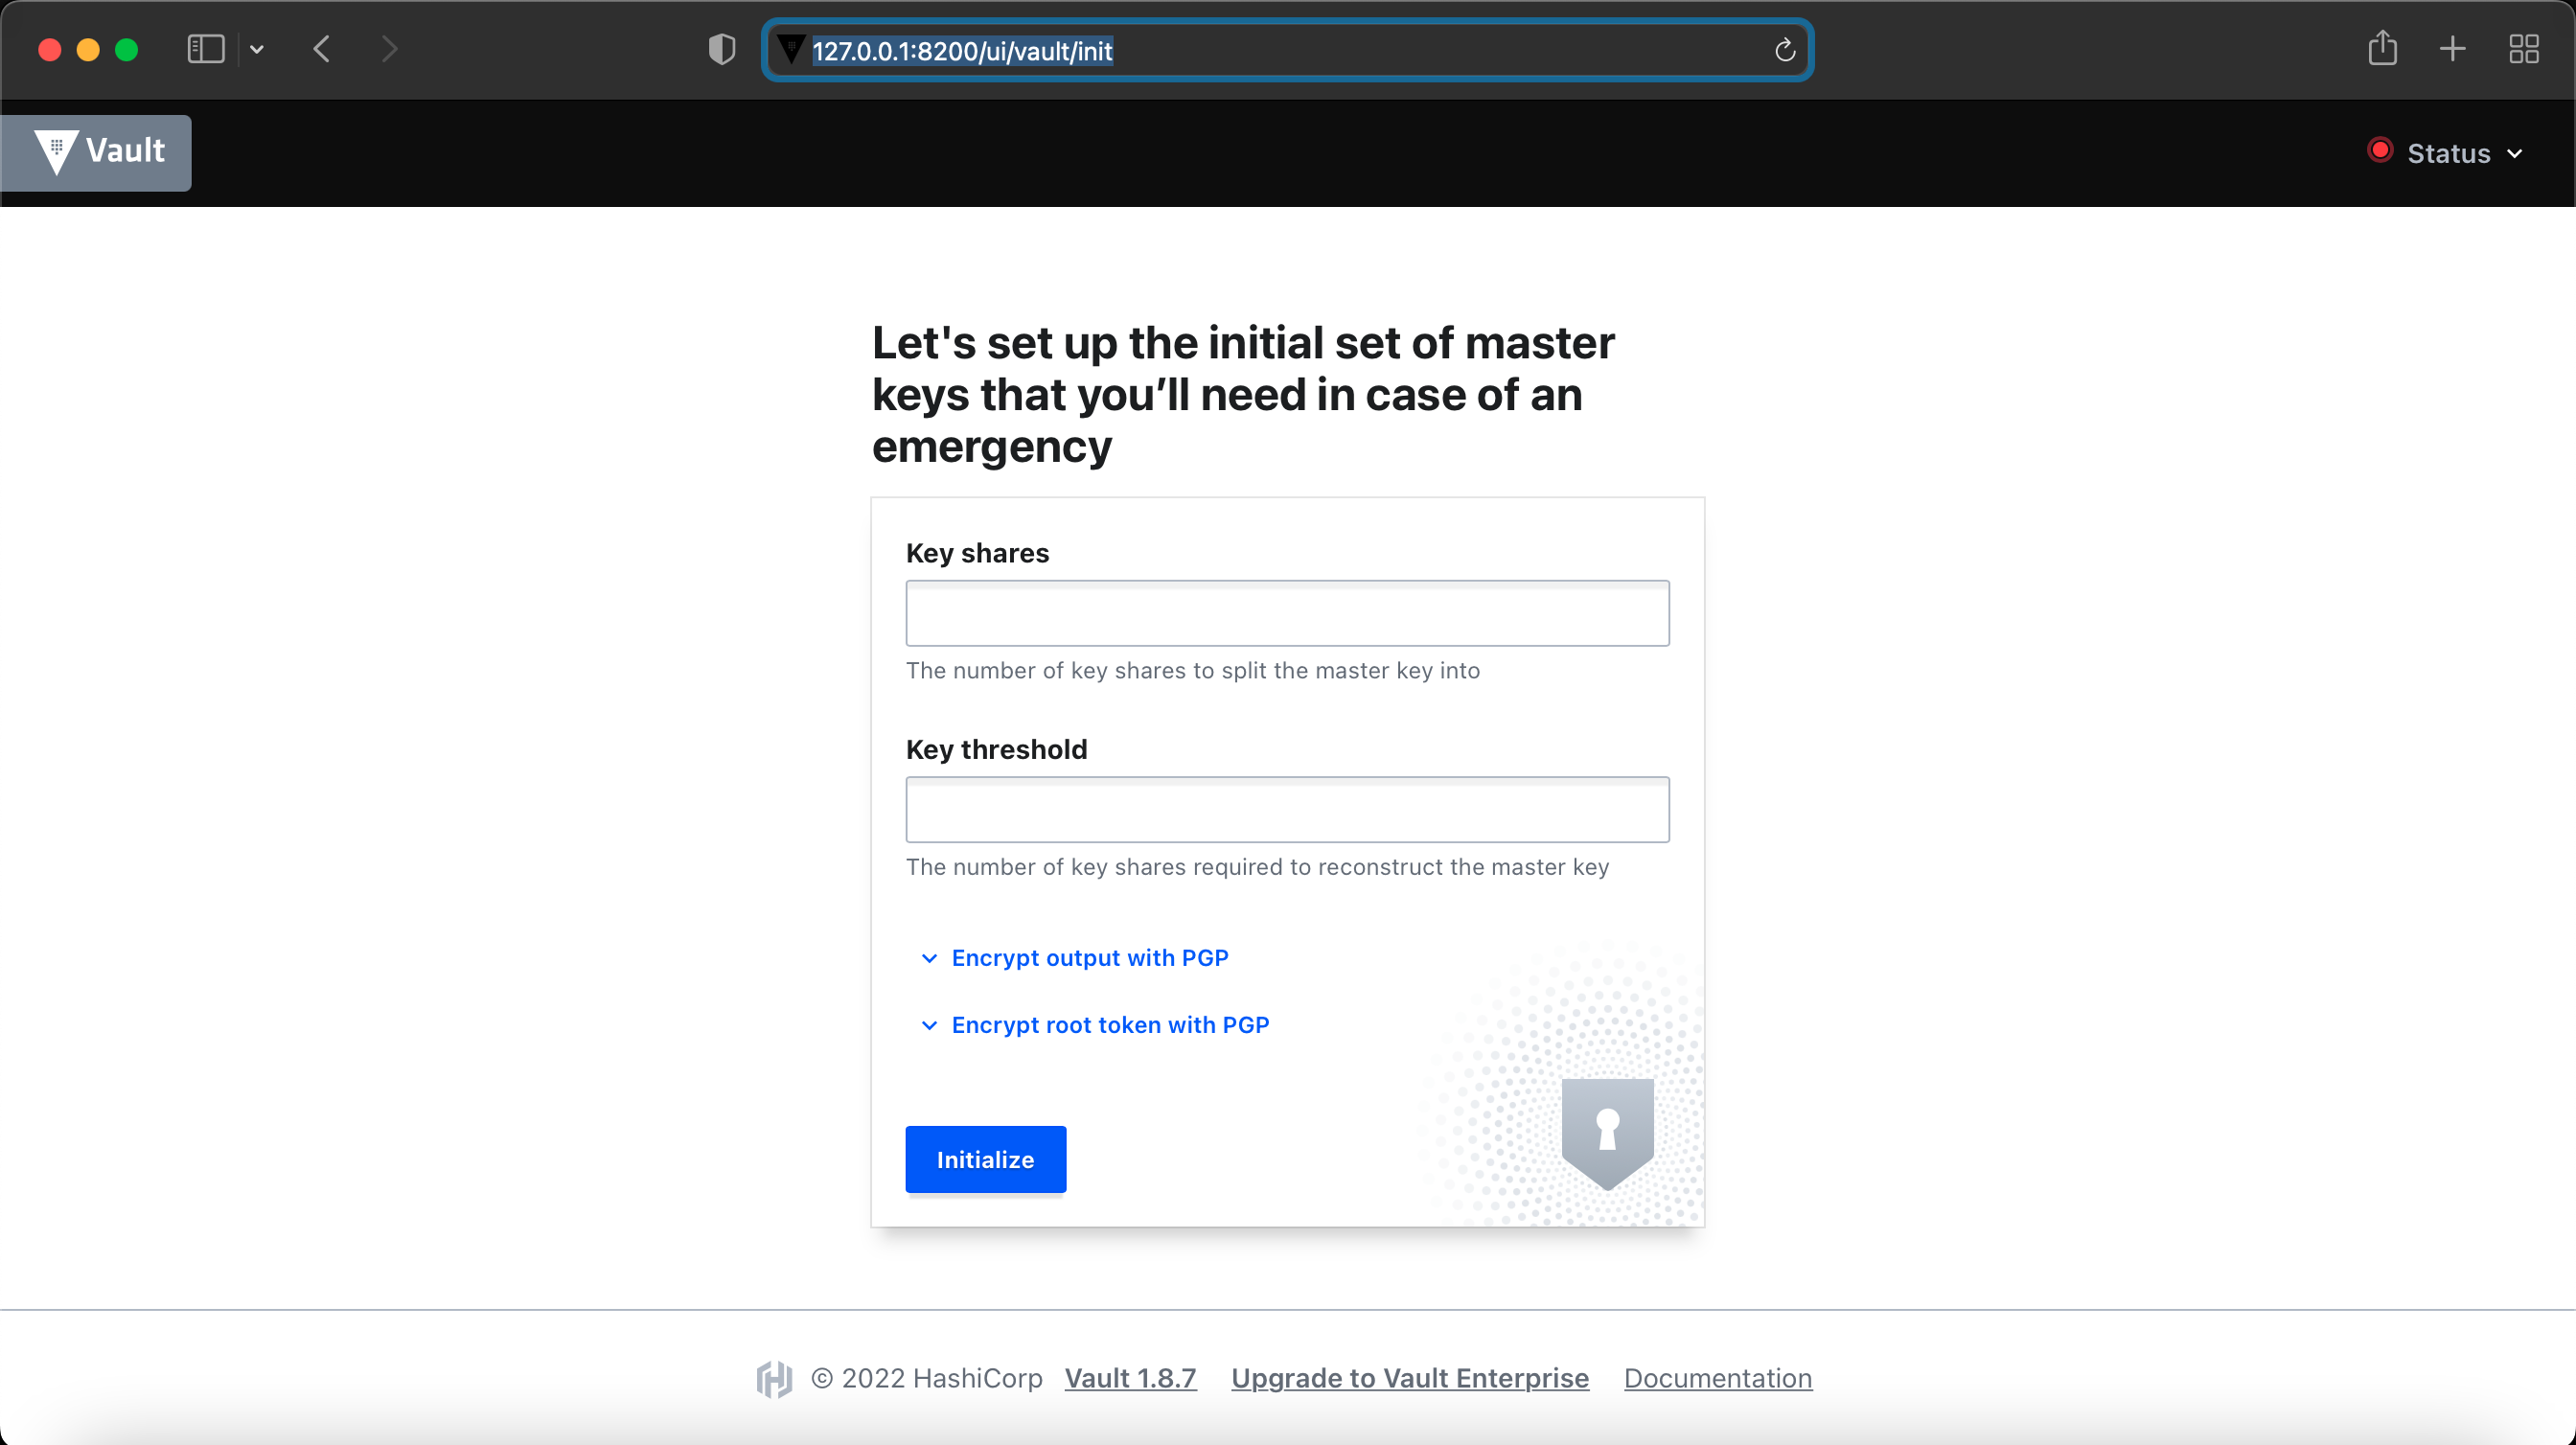 127.0.0.1:8200/ui/vault/init
Vault
Status
Let's set up the initial set of master
keys that you’ll need in case of an
emergency
Key shares
The number of key shares to split the master key into
Key threshold
The number of key shares required to reconstruct the master key
Encrypt output with PGP
Encrypt root token with PGP
Initialize
© 2022 HashiCorp Vault 1.8.7 Upgrade to Vault Enterprise Documentation